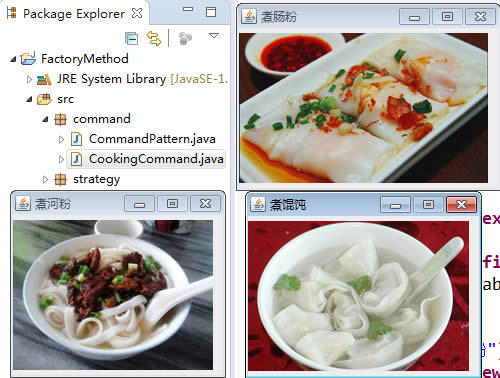 Package Explorer
煮肠粉
FactoryMethod
JRE System Library [JavaSE-1.
src
command
CommandPattern.java
CookingCommand.java
strategy
煮河粉
煮馄饨
ex
fi
ab
")
ew